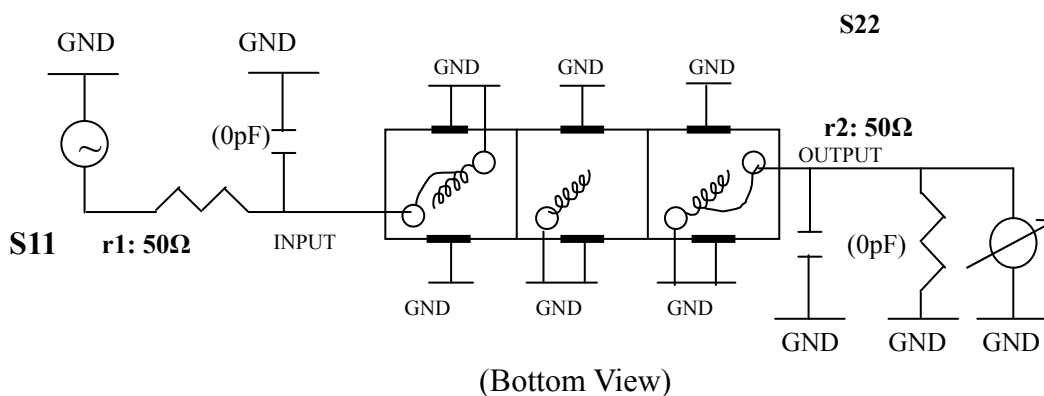 S22
GND
GND
GND
GND
GND
(0pF)
r2: 50Ω
OUTPUT
S11
r1: 50Ω
INPUT
(0pF)
GND
GND
GND
GND
GND
GND
(Bottom View)